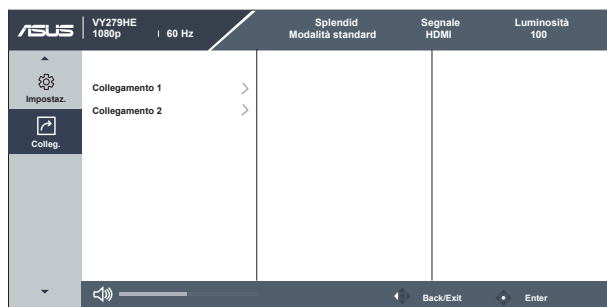 ASUS
VY279HE
1080p | 60 Hz
Splendid
Modalità standard
Segnale
HDMI
Luminosità
100
Impostaz.
Colleg.
Collegamento 1
Collegamento 2
Back/Exit
Enter